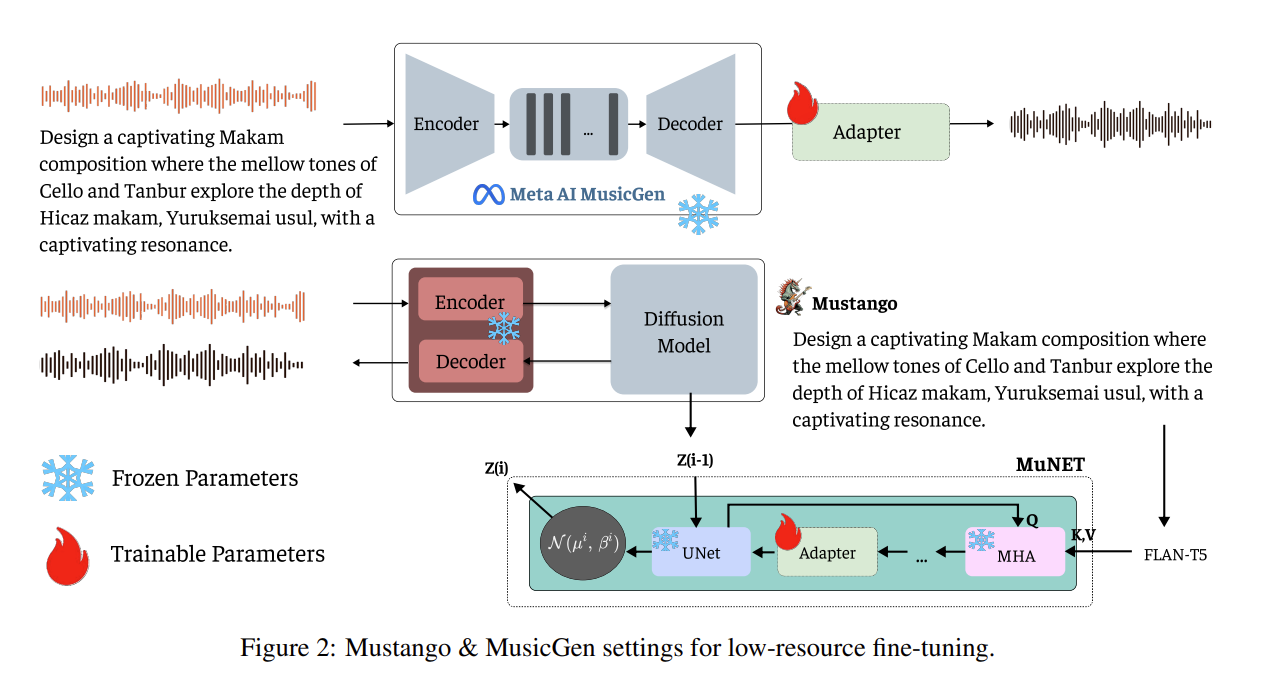 Design a captivating Makam
composition where the mellow tones of
Cello and Tanbur explore the depth of
Hicaz makam, Yuruksemai usul, with a
captivating resonance.
Encoder
...
Decoder
Meta AI MusicGen
Adapter
Encoder
Decoder
Diffusion
Model
Mustango
Design a captivating Makam composition where
the mellow tones of Cello and Tanbur explore the
depth of Hicaz makam, Yuruksemai usul, with a
captivating resonance.
Frozen Parameters
Trainable Parameters
Z(i)
Z(i-1)
MuNET
N(μⁱ, βⁱ)
UNet
Adapter
...
Q
MHA
K,V
FLAN-T5
Figure 2: Mustango & MusicGen settings for low-resource fine-tuning.